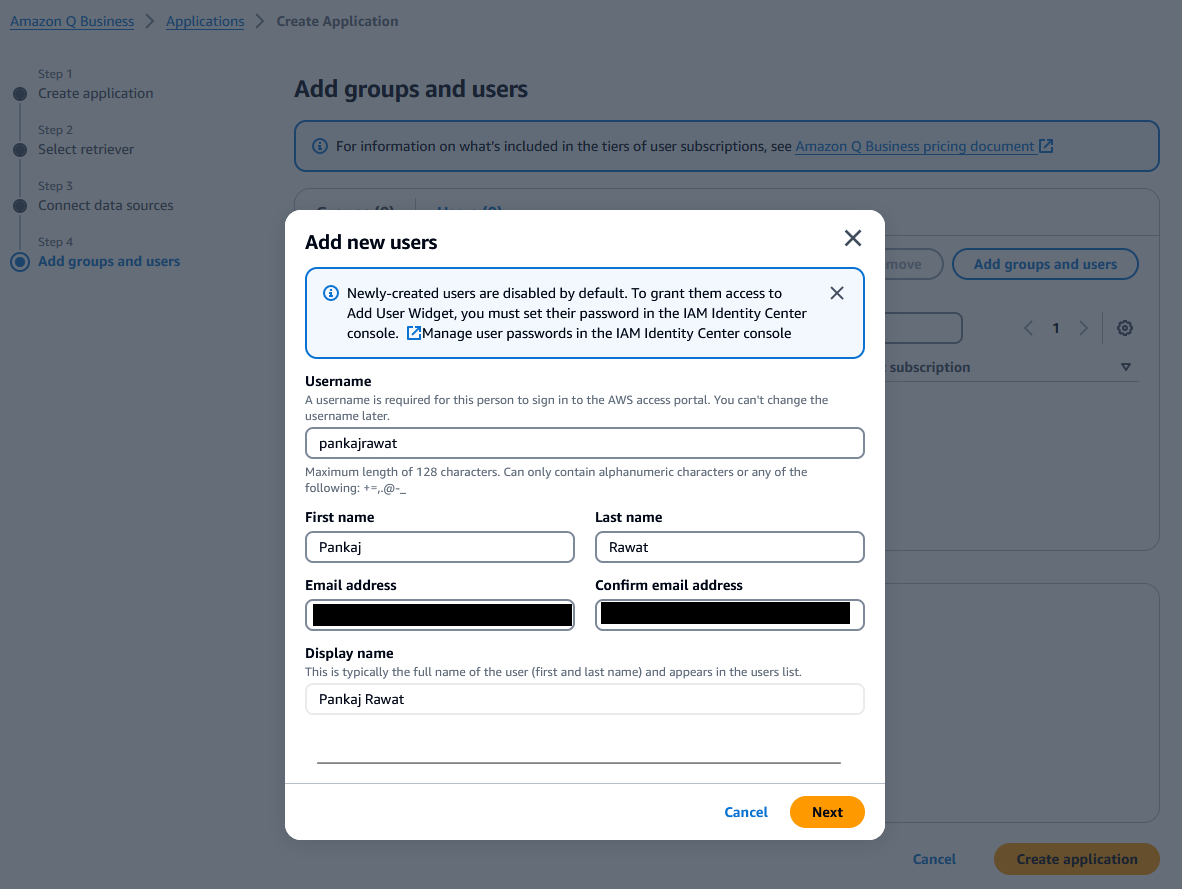 Amazon Q Business > Applications > Create Application
Step 1
Create application
Step 2
Select retriever
Step 3
Connect data sources
Step 4
Add groups and users
Add groups and users
For information on what's included in the tiers of user subscriptions, see Amazon Q Business pricing document
Add groups and users
1
subscription
Add new users
Newly-created users are disabled by default. To grant them access to
Add User Widget, you must set their password in the IAM Identity Center
console. Manage user passwords in the IAM Identity Center console
Username
A username is required for this person to sign in to the AWS access portal. You can't change the
username later.
pankajrawat
Maximum length of 128 characters. Can only contain alphanumeric characters or any of the
following: +=,.@-_
First name Last name
Pankaj Rawat
Email address Confirm email address
Display name
This is typically the full name of the user (first and last name) and appears in the users list.
Pankaj Rawat
Cancel Next
Cancel Create application